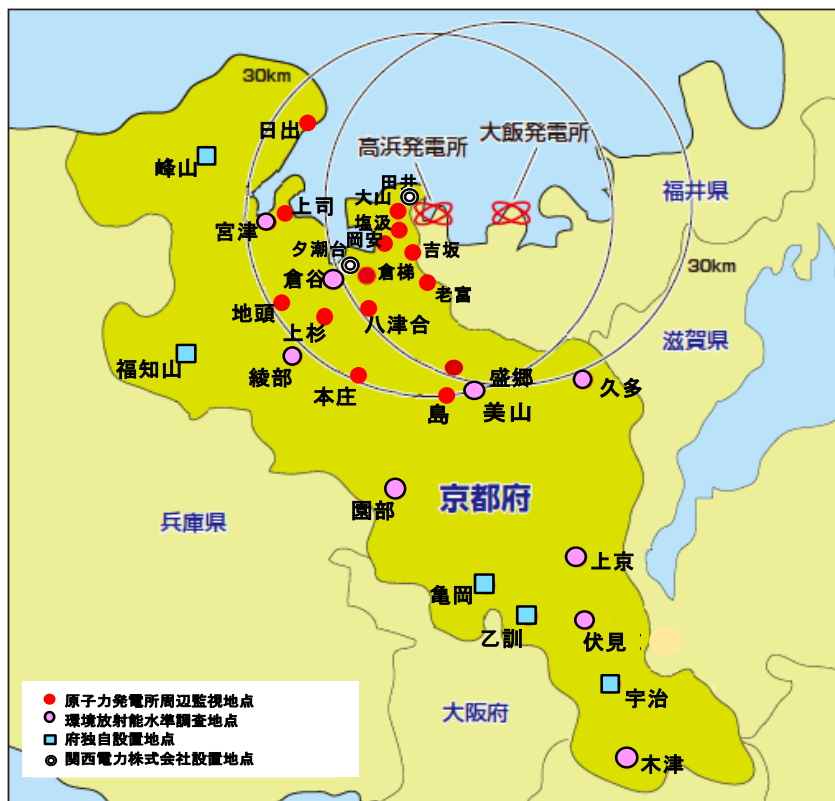 30km
日出
高浜発電所
大飯発電所
峰山
田井
大山
福井県
上司
塩汲
宮津
夕潮台
岡安
吉坂
倉谷
倉梯
30km
老富
地頭
上杉
八津合
滋賀県
福知山
綾部
本庄
盛郷
久多
島
美山
園部
京都府
兵庫県
上京
亀岡
乙訓
伏見
宇治
大阪府
木津
原子力発電所周辺監視地点
環境放射能水準調査地点
府独自設置地点
関西電力株式会社設置地点